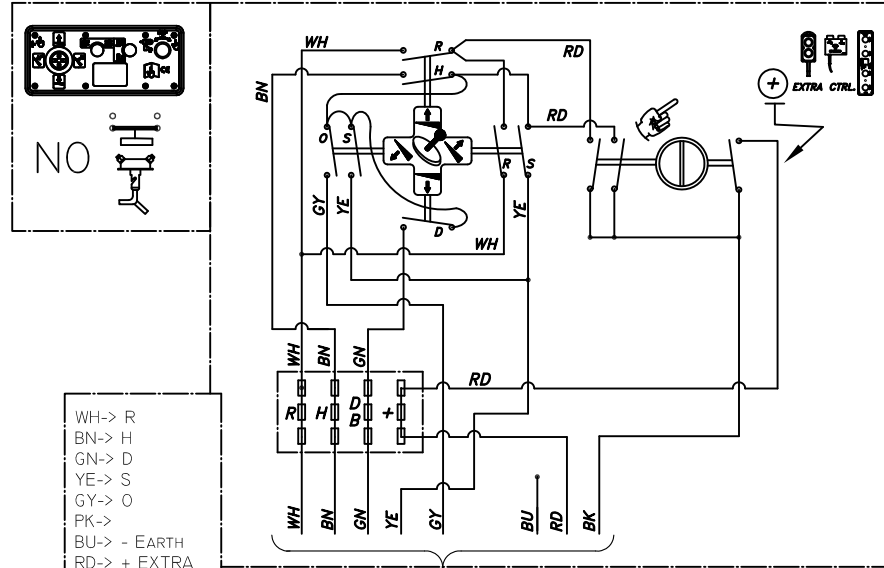 NO
WH
R
RD
H
BN
EXTRA CTRL.
+
RD
O S
R S
GY
YE
YE
D
WH
WH
BN
GN
RD
R
H
D
B
+
WH-> R
BN-> H
GN-> D
YE-> S
GY-> O
PK->
BU-> - EARTH
RD-> + EXTRA
WH
BN
GN
YE
GY
BU
RD
BK